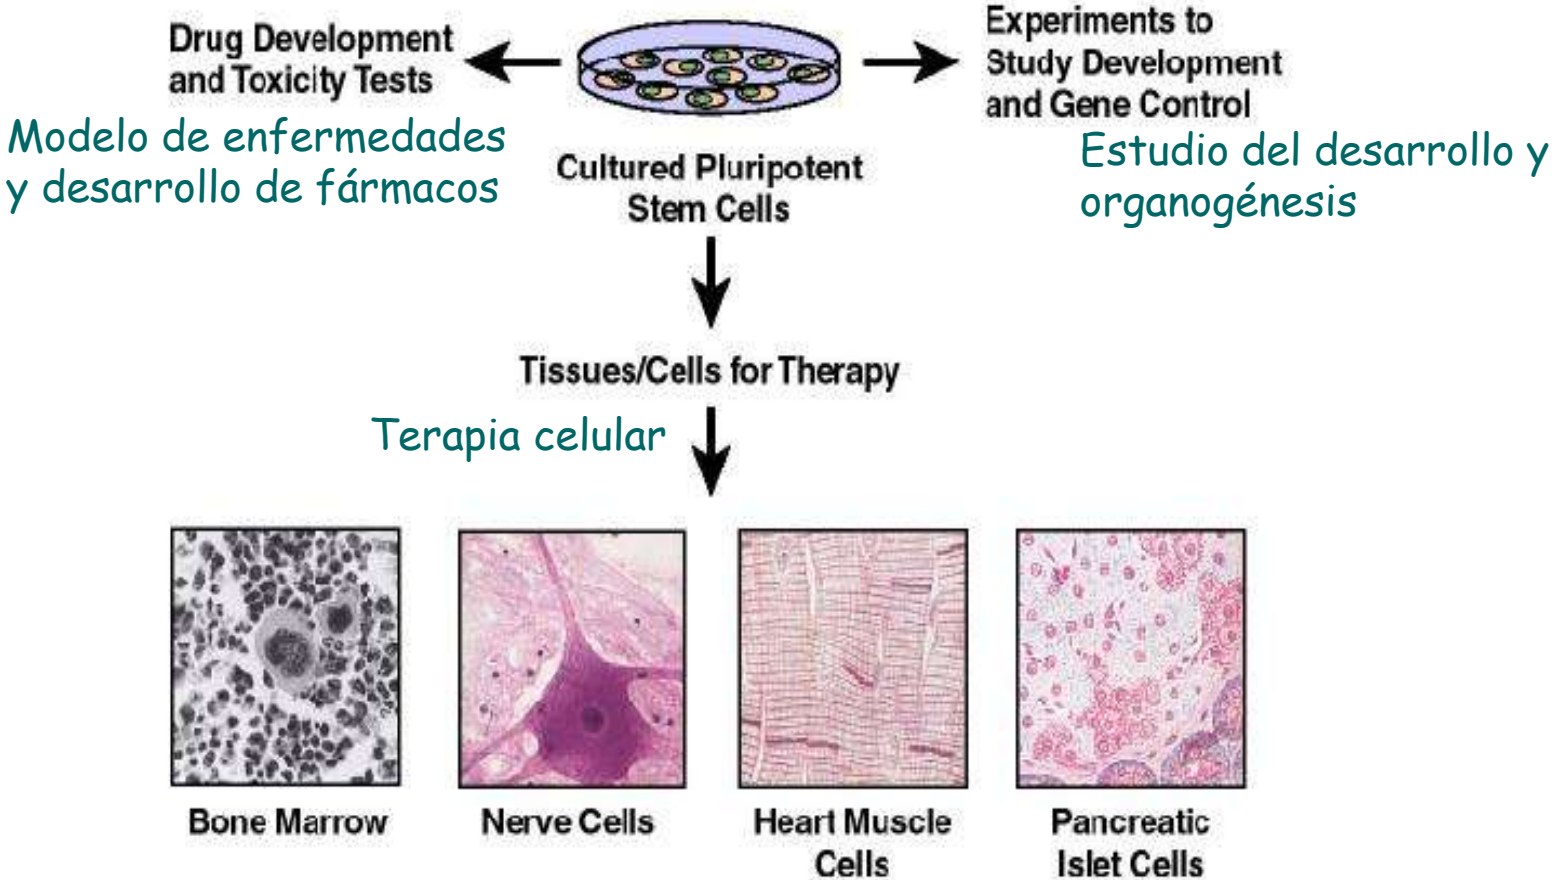 Drug Development
and Toxicity Tests
Modelo de enfermedades
y desarrollo de fármacos
Cultured Pluripotent
Stem Cells
Experiments to
Study Development
and Gene Control
Estudio del desarrollo y
organogénesis
Tissues/Cells for Therapy
Terapia celular
Bone Marrow
Nerve Cells
Heart Muscle
Cells
Pancreatic
Islet Cells